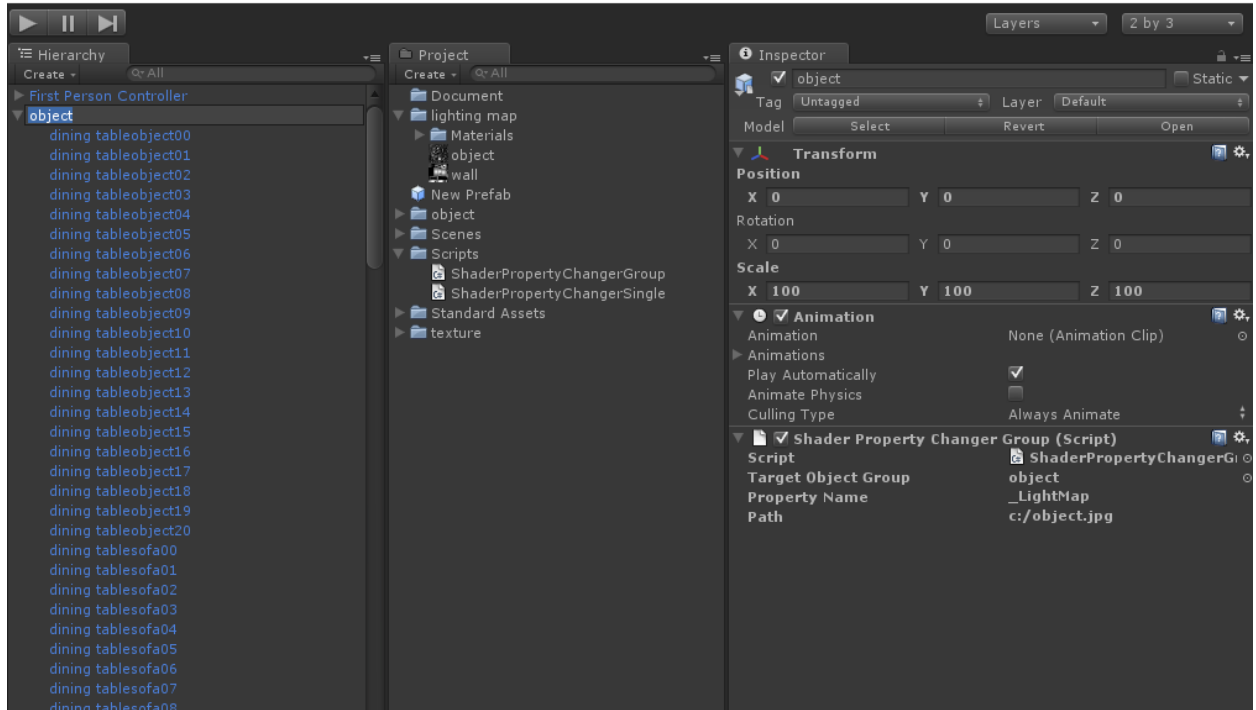 Layers
2 by 3
Hierarchy
Create
All
First Person Controller
object
dining tableobject00
dining tableobject01
dining tableobject02
dining tableobject03
dining tableobject04
dining tableobject05
dining tableobject06
dining tableobject07
dining tableobject08
dining tableobject09
dining tableobject10
dining tableobject11
dining tableobject12
dining tableobject13
dining tableobject14
dining tableobject15
dining tableobject16
dining tableobject17
dining tableobject18
dining tableobject19
dining tableobject20
dining tablesofa00
dining tablesofa01
dining tablesofa02
dining tablesofa03
dining tablesofa04
dining tablesofa05
dining tablesofa06
dining tablesofa07
dining tablesofa08
Project
Create
All
Document
lighting map
Materials
object
wall
New Prefab
object
Scenes
Scripts
ShaderPropertyChangerGroup
ShaderPropertyChangerSingle
Standard Assets
texture
Inspector
object
Static
Tag Untagged Layer Default
Model Select Revert Open
Transform
Position
X 0 Y 0 Z 0
Rotation
X 0 Y 0 Z 0
Scale
X 100 Y 100 Z 100
Animation
Animation None (Animation Clip)
Animations
Play Automatically
Animate Physics
Culling Type Always Animate
Shader Property Changer Group (Script)
Script ShaderPropertyChangerG
Target Object Group object
Property Name _LightMap
Path c:/object.jpg